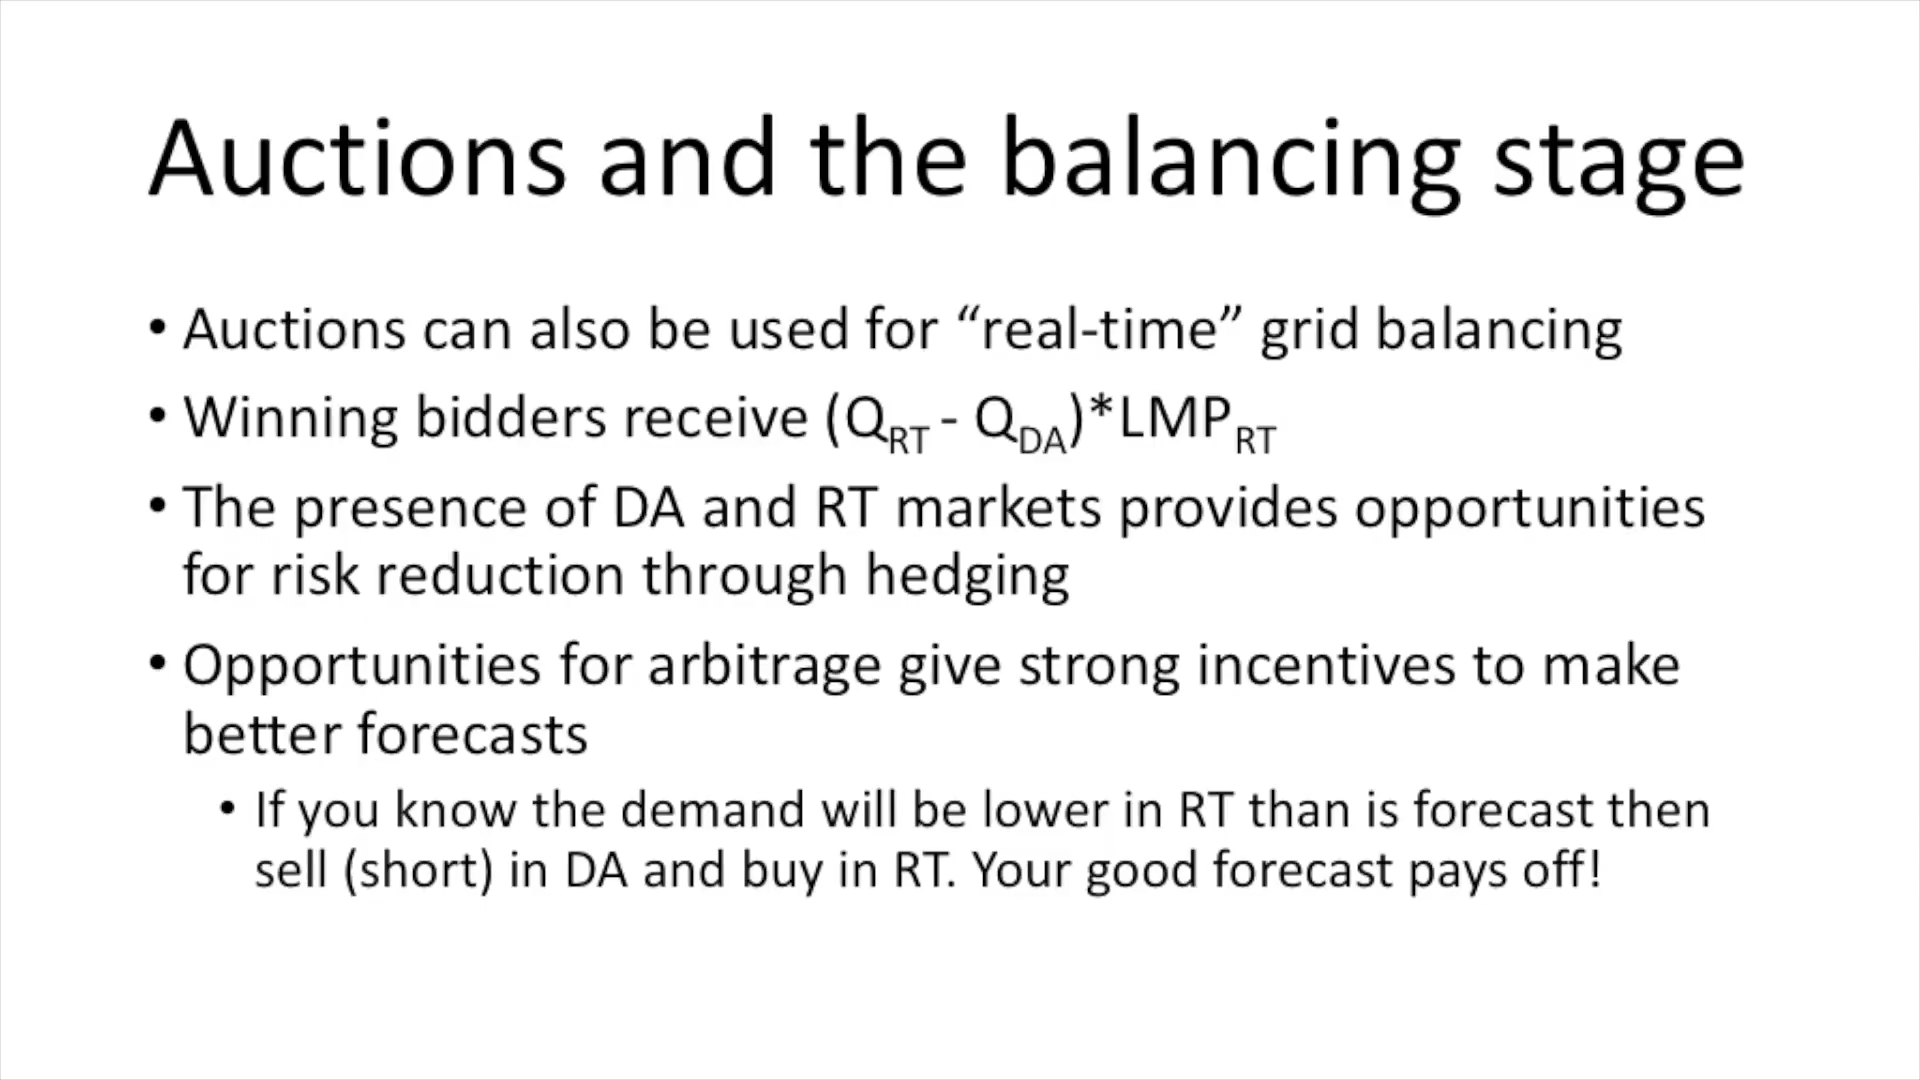 Auctions and the balancing stage
• Auctions can also be used for “real-time” grid balancing
• Winning bidders receive (Q_RT - Q_DA)*LMP_RT
• The presence of DA and RT markets provides opportunities
for risk reduction through hedging
• Opportunities for arbitrage give strong incentives to make
better forecasts
• If you know the demand will be lower in RT than is forecast then
sell (short) in DA and buy in RT. Your good forecast pays off!